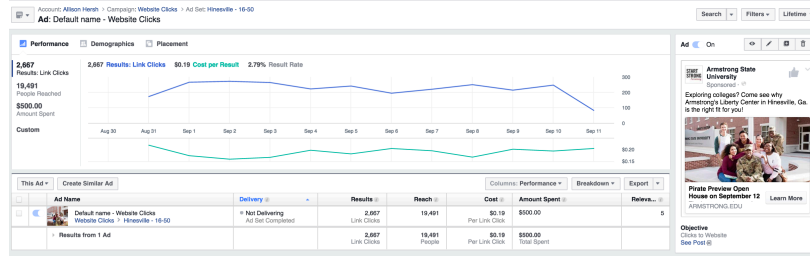 Account: Allison Hersh > Campaign: Website Clicks > Ad Set: Hinesville - 16-50
Ad: Default name - Website Clicks
Search
Filters
Lifetime
Performance
Demographics
Placement
2,667
Results: Link Clicks
19,491
People Reached
$500.00
Amount Spent
Custom
2,667 Results: Link Clicks $0.19 Cost per Result 2.79% Result Rate
300
200
100
0
Aug 30 Aug 31 Sep 1 Sep 2 Sep 3 Sep 4 Sep 5 Sep 6 Sep 7 Sep 8 Sep 9 Sep 10 Sep 11
$0.20
$0.15
This Ad
Create Similar Ad
Columns: Performance
Breakdown
Export
Ad Name Delivery Results Reach Cost Amount Spent Releva...
Default name - Website Clicks Not Delivering 2,667 19,491 $0.19 $500.00 5
Website Clicks > Hinesville - 16-50 Ad Set Completed Link Clicks Per Link Click
> Results from 1 Ad 2,667 19,491 $0.19 $500.00
Link Clicks People Per Link Click Total Spent
Ad On
START STRONG
Armstrong State
University
Sponsored
Exploring colleges? Come see why
Armstrong's Liberty Center in Hinesville, Ga.
is the right fit for you!
Pirate Preview Open
House on September 12
ARMSTRONG.EDU
Learn More
Objective
Clicks to Website
See Post